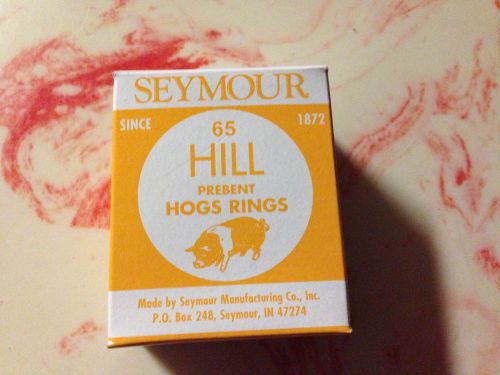 SEYMOUR
SINCE 1872
65
HILL
PREBENT
HOGS RINGS
Made by Seymour Manufacturing Co., Inc.
P.O. Box 248, Seymour, IN 47274